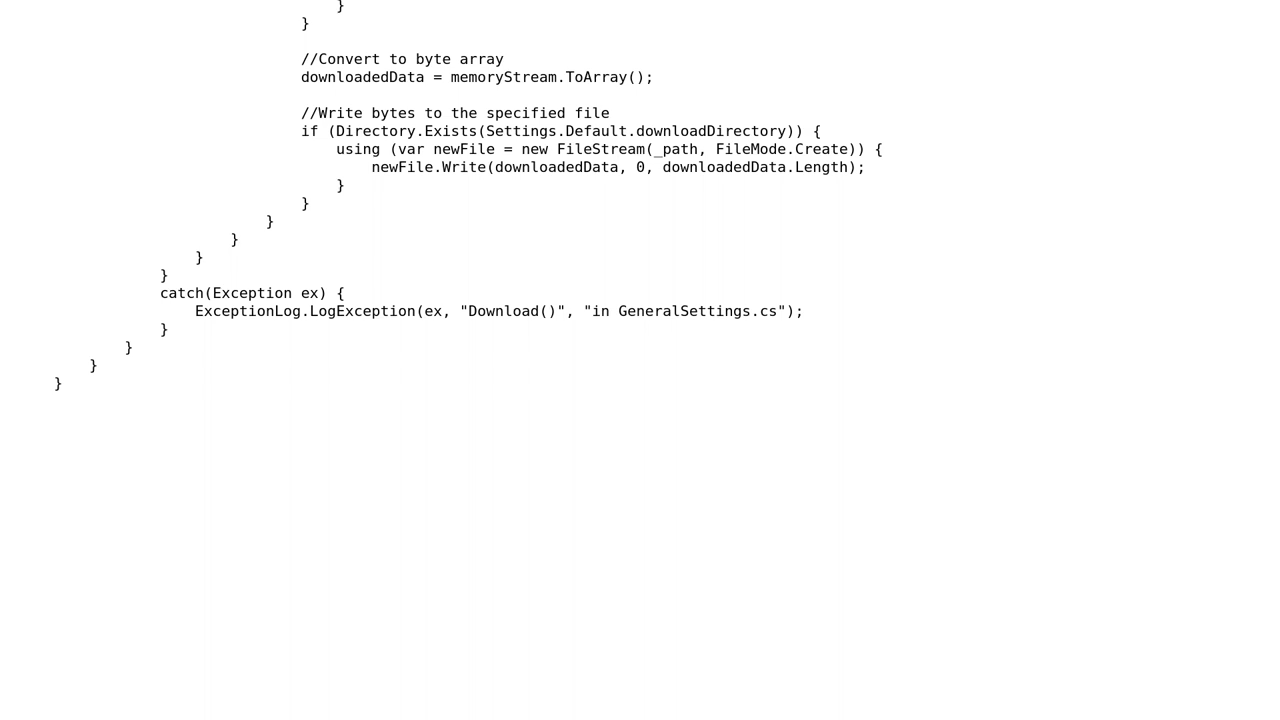 }
                            }

                            //Convert to byte array
                            downloadedData = memoryStream.ToArray();

                            //Write bytes to the specified file
                            if (Directory.Exists(Settings.Default.downloadDirectory)) {
                                using (var newFile = new FileStream(_path, FileMode.Create)) {
                                    newFile.Write(downloadedData, 0, downloadedData.Length);
                                }
                            }
                        }
                    }
                }
            }
            catch(Exception ex) {
                ExceptionLog.LogException(ex, "Download()", "in GeneralSettings.cs");
            }
        }
    }
}